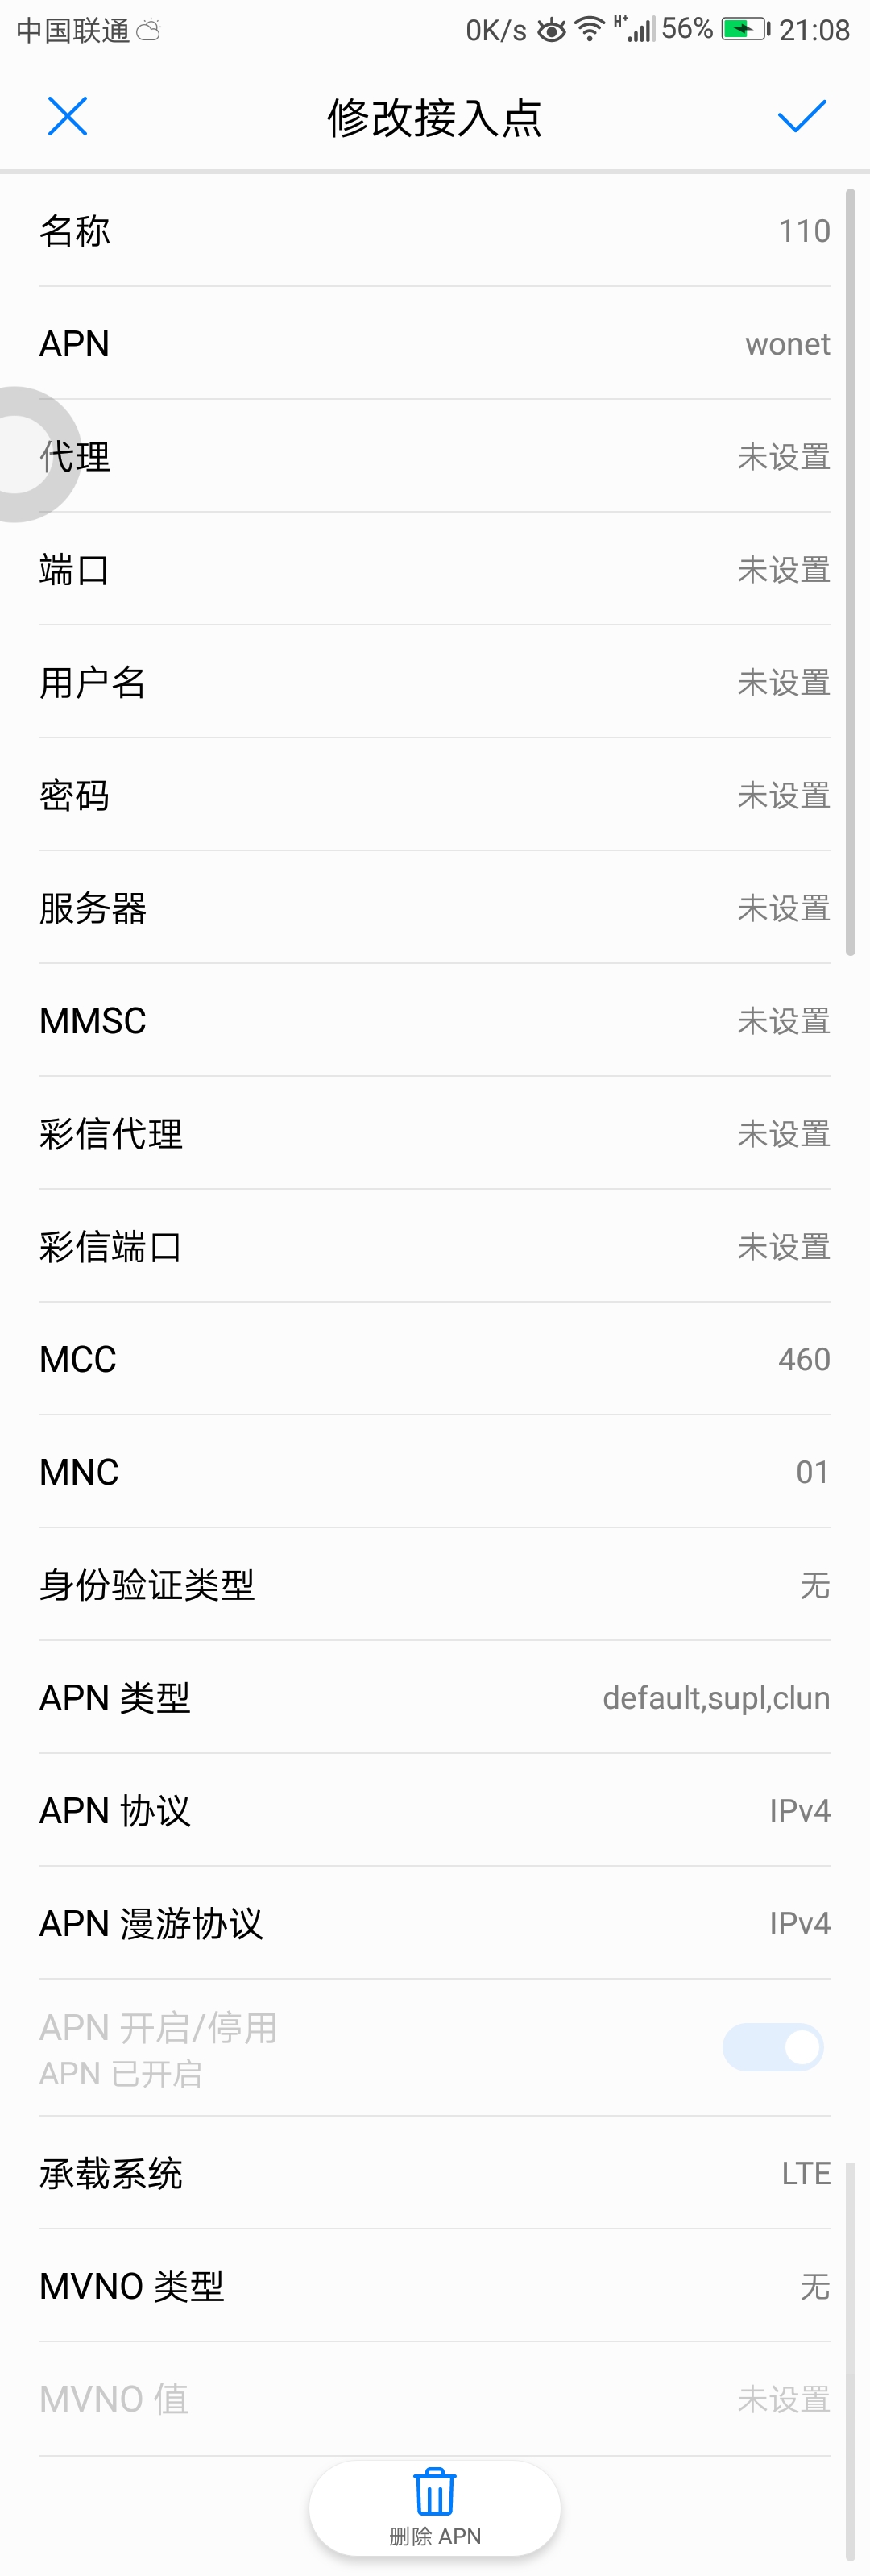 中国联通 0K/s H+ 56% 21:08
修改接入点
名称 110
APN wonet
代理 未设置
端口 未设置
用户名 未设置
密码 未设置
服务器 未设置
MMSC 未设置
彩信代理 未设置
彩信端口 未设置
MCC 460
MNC 01
身份验证类型 无
APN 类型 default,supl,clun
APN 协议 IPv4
APN 漫游协议 IPv4
APN 开启/停用
APN 已开启
承载系统 LTE
MVNO 类型 无
MVNO 值 未设置
删除 APN